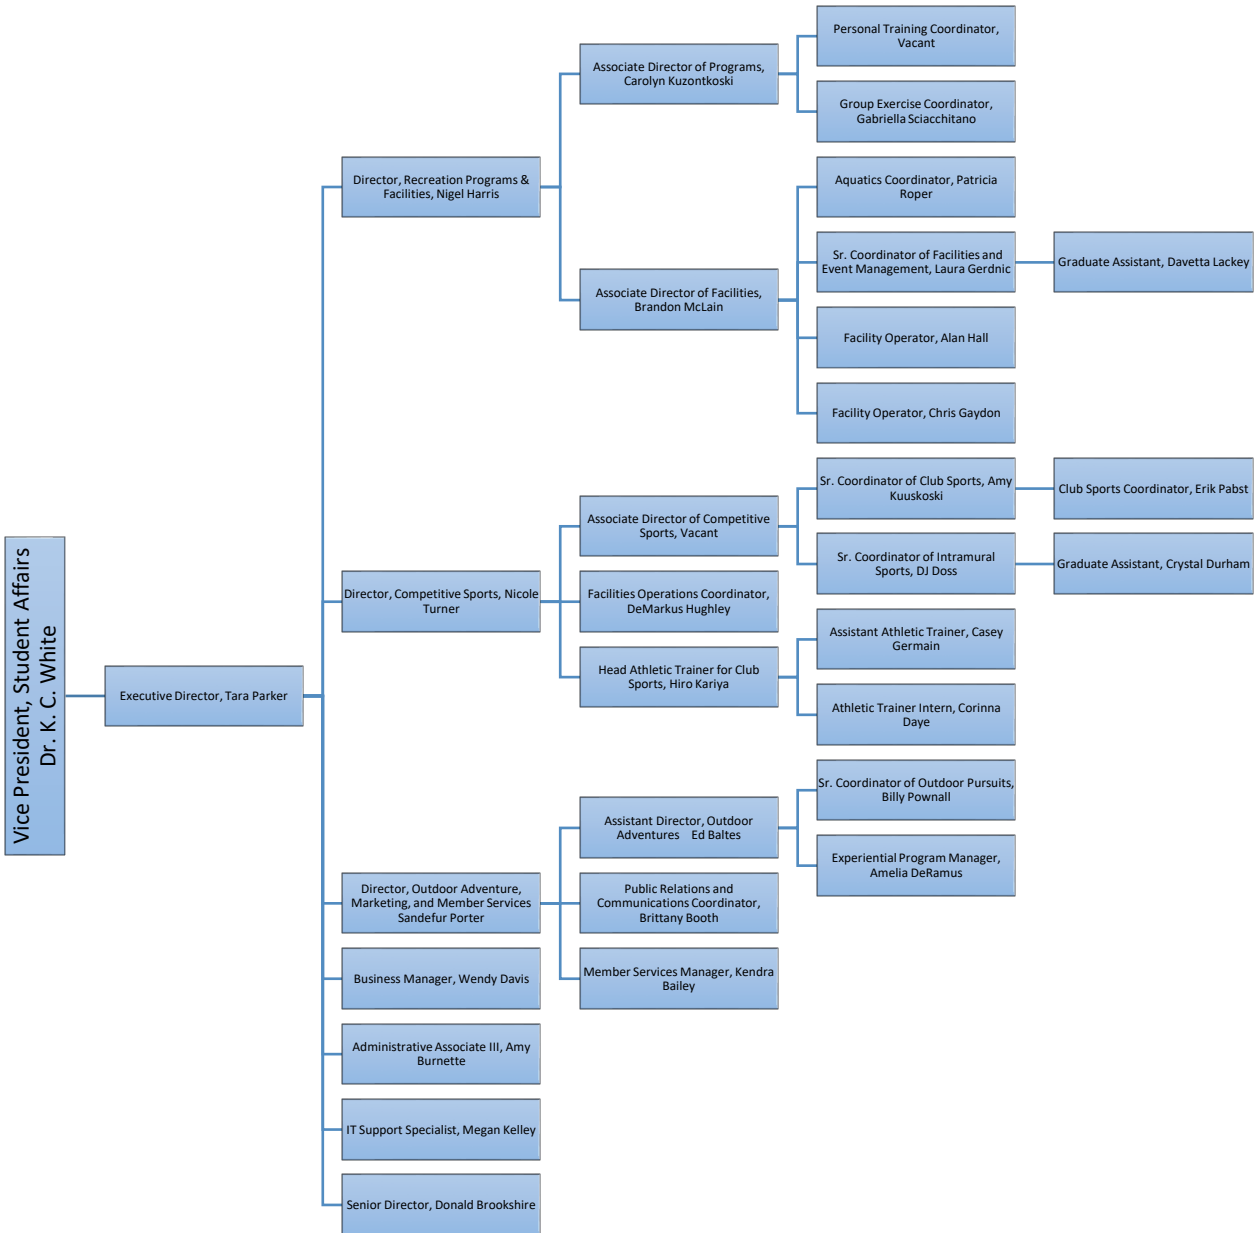 Vice President, Student Affairs
Dr. K. C. White
Executive Director, Tara Parker
Director, Recreation Programs &
Facilities, Nigel Harris
Associate Director of Programs,
Carolyn Kuzontkoski
Personal Training Coordinator,
Vacant
Group Exercise Coordinator,
Gabriella Sciacchitano
Associate Director of Facilities,
Brandon McLain
Aquatics Coordinator, Patricia
Roper
Sr. Coordinator of Facilities and
Event Management, Laura Gerdnic
Graduate Assistant, Davetta Lackey
Facility Operator, Alan Hall
Facility Operator, Chris Gaydon
Director, Competitive Sports, Nicole
Turner
Associate Director of Competitive
Sports, Vacant
Sr. Coordinator of Club Sports, Amy
Kuuskoski
Club Sports Coordinator, Erik Pabst
Sr. Coordinator of Intramural
Sports, DJ Doss
Graduate Assistant, Crystal Durham
Facilities Operations Coordinator,
DeMarkus Hughley
Head Athletic Trainer for Club
Sports, Hiro Kariya
Assistant Athletic Trainer, Casey
Germain
Athletic Trainer Intern, Corinna
Daye
Director, Outdoor Adventure,
Marketing, and Member Services
Sandefur Porter
Assistant Director, Outdoor
Adventures Ed Baltes
Sr. Coordinator of Outdoor Pursuits,
Billy Pownall
Experiential Program Manager,
Amelia DeRamus
Public Relations and
Communications Coordinator,
Brittany Booth
Member Services Manager, Kendra
Bailey
Business Manager, Wendy Davis
Administrative Associate III, Amy
Burnette
IT Support Specialist, Megan Kelley
Senior Director, Donald Brookshire